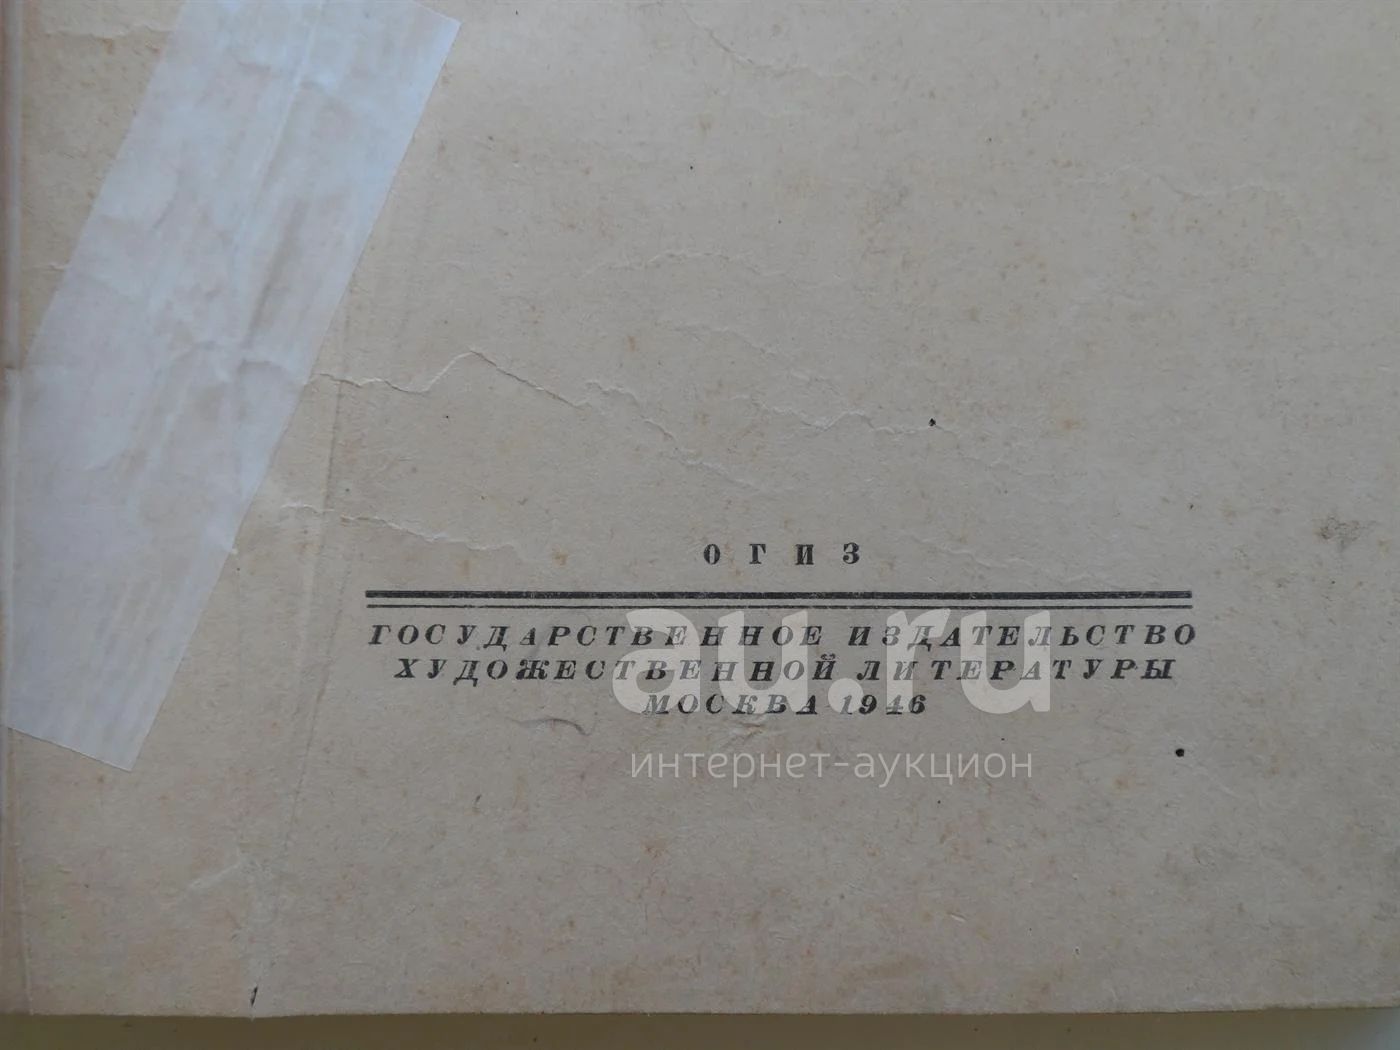 ОГИЗ
ГОСУДАРСТВЕННОЕ ИЗДАТЕЛЬСТВО
ХУДОЖЕСТВЕННОЙ ЛИТЕРАТУРЫ
МОСКВА 1946
au.ru
интернет-аукцион